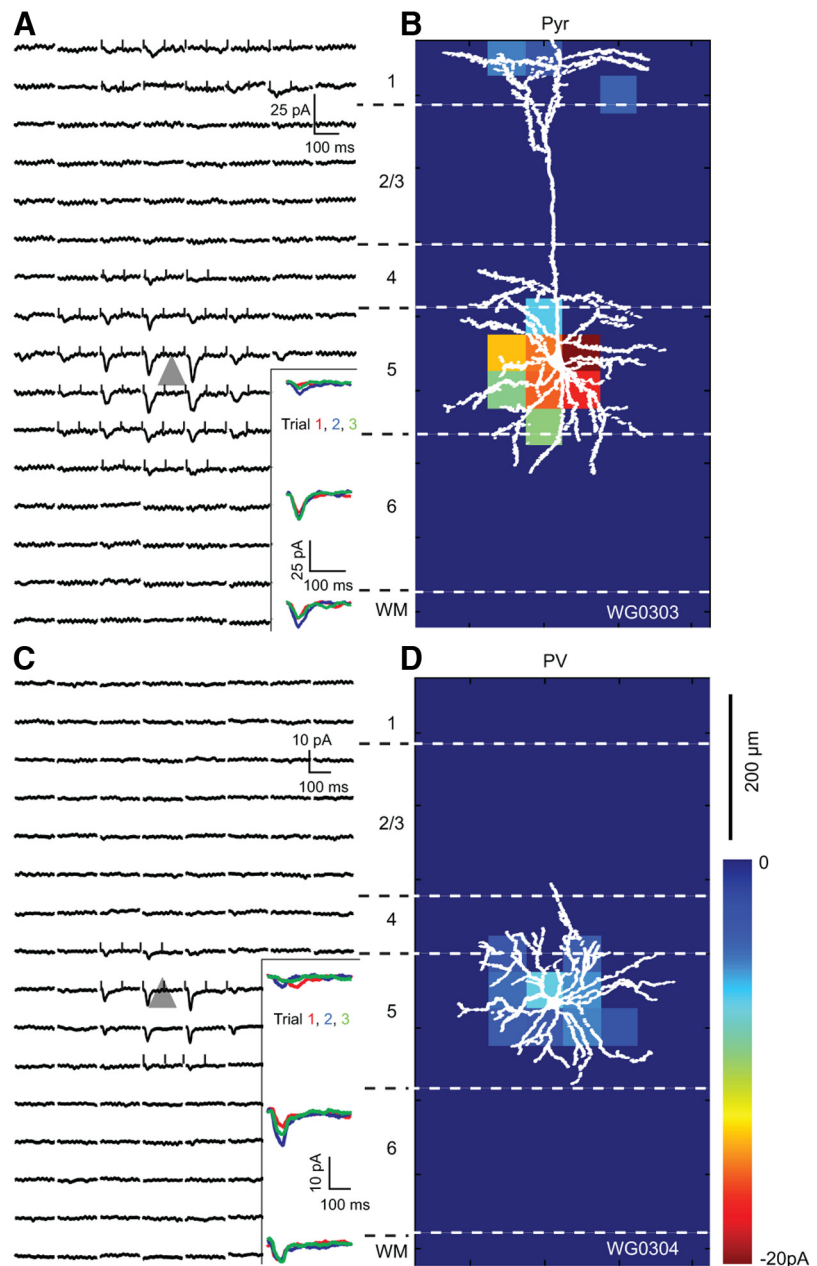 A
B
Pyr
25 pA
100 ms
1
2/3
4
5
6
WM
Trial 1, 2, 3
25 pA
100 ms
WG0303
C
D
PV
10 pA
100 ms
1
2/3
4
5
6
WM
Trial 1, 2, 3
10 pA
100 ms
WG0304
200 µm
0
-20pA